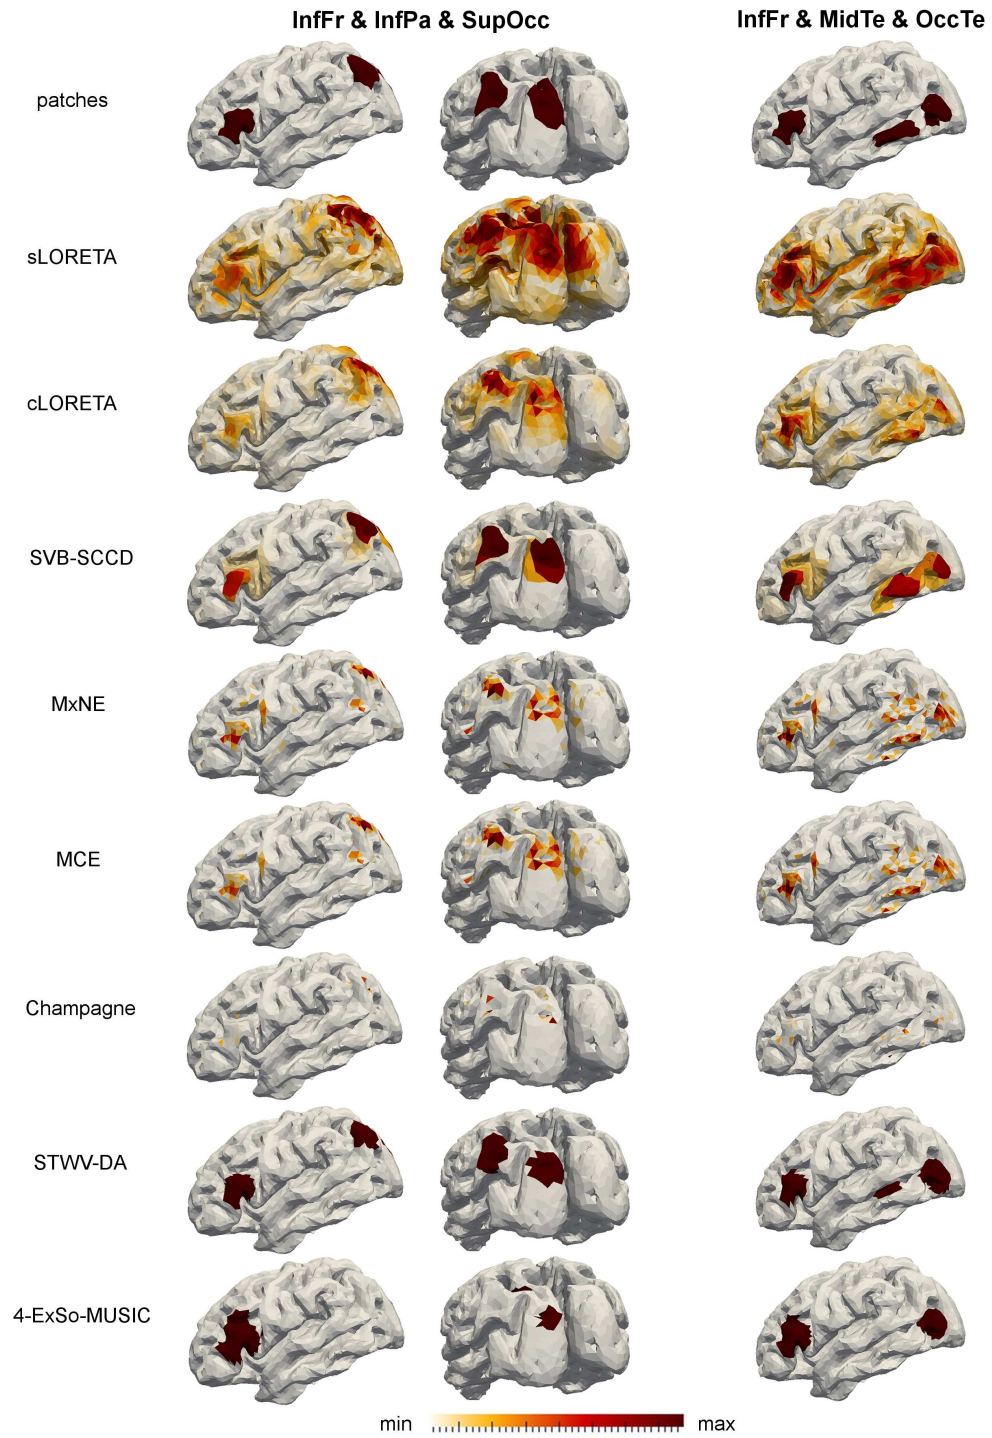 InfFr & InfPa & SupOcc
InfFr & MidTe & OccTe
patches
sLORETA
cLORETA
SVB-SCCD
MxNE
MCE
Champagne
STWV-DA
4-ExSo-MUSIC
min
max